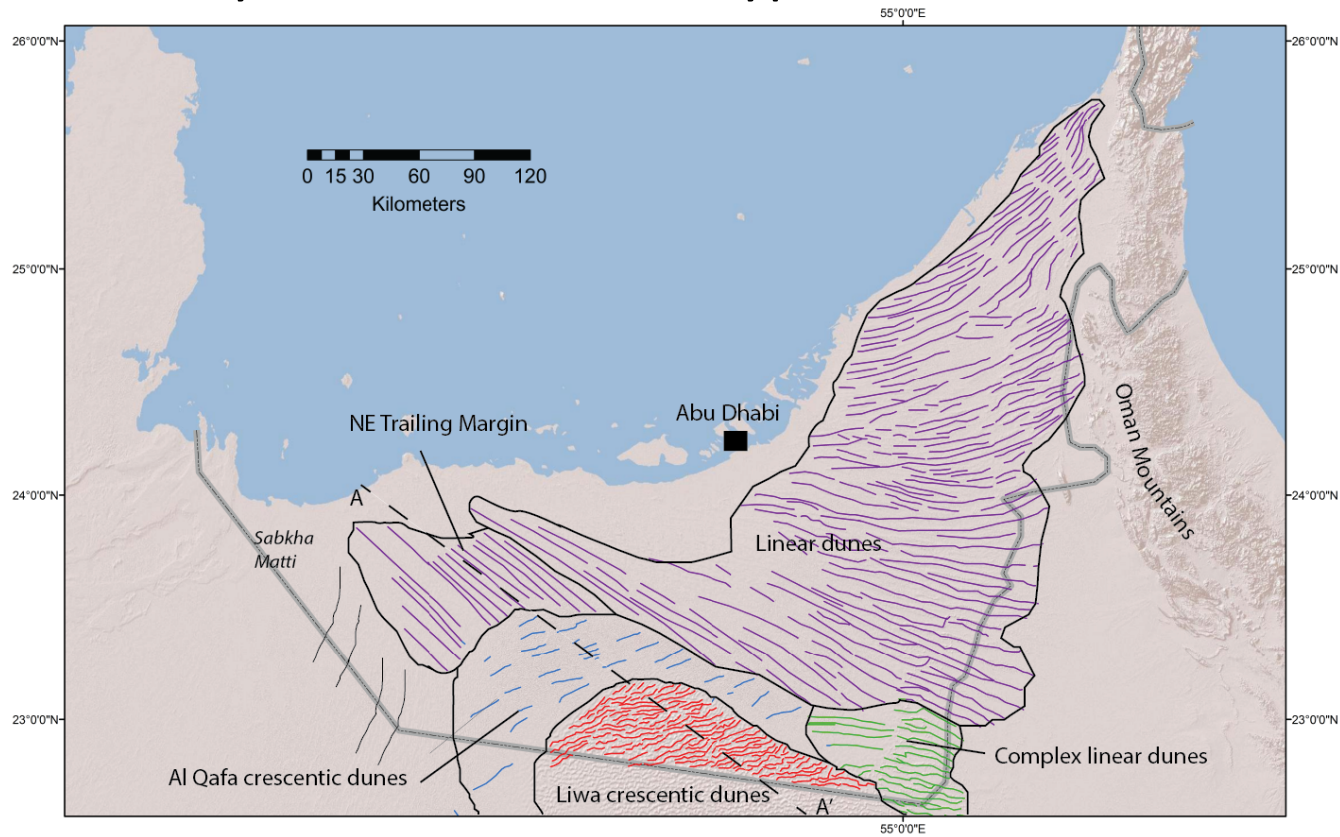 55°0'0"E
26°0'0"N
26°0'0"N
0 15 30 60 90 120
Kilometers
25°0'0"N
25°0'0"N
Oman Mountains
NE Trailing Margin
Abu Dhabi
A
24°0'0"N
24°0'0"N
Sabkha
Matti
Linear dunes
23°0'0"N
23°0'0"N
Complex linear dunes
Al Qafa crescentic dunes
Liwa crescentic dunes
A'
55°0'0"E